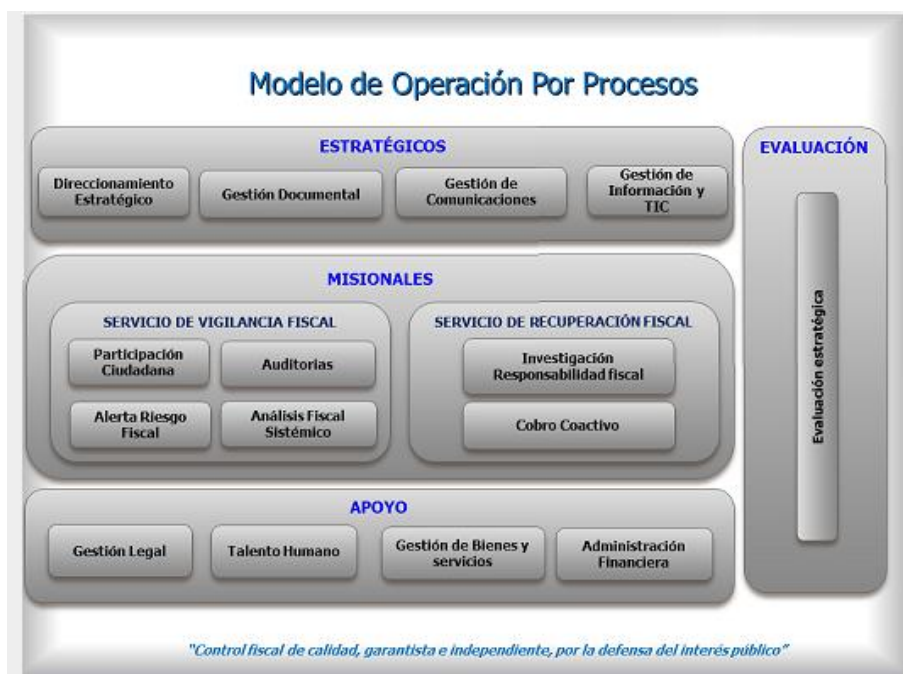 Modelo de Operación Por Procesos
ESTRATÉGICOS
Direccionamiento
Estratégico
Gestión Documental
Gestión de
Comunicaciones
Gestión de
Información y
TIC
MISIONALES
SERVICIO DE VIGILANCIA FISCAL
Participación
Ciudadana
Auditorias
Alerta Riesgo
Fiscal
Análisis Fiscal
Sistémico
SERVICIO DE RECUPERACIÓN FISCAL
Investigación
Responsabilidad fiscal
Cobro Coactivo
APOYO
Gestión Legal
Talento Humano
Gestión de Bienes y
servicios
Administración
Financiera
EVALUACIÓN
Evaluación estratégica
"Control fiscal de calidad, garantista e independiente, por la defensa del interés público"